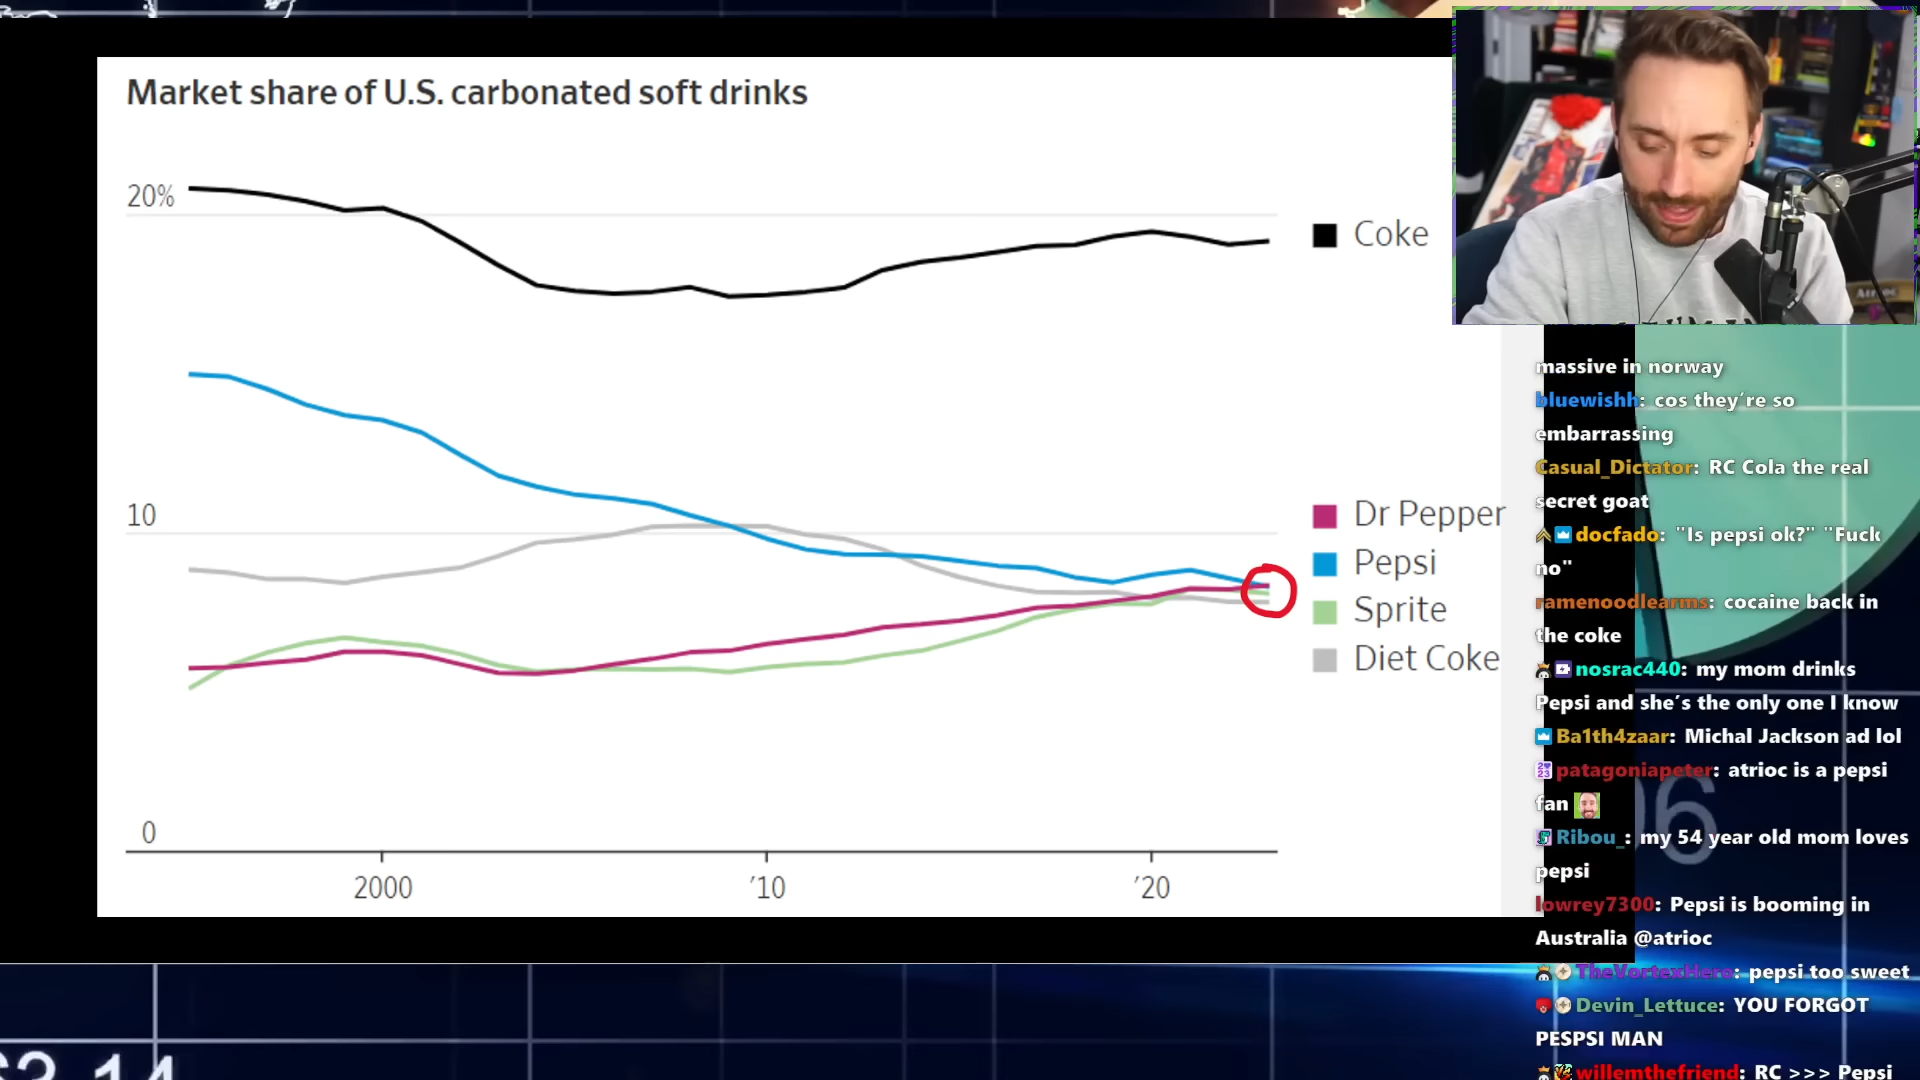 Market share of U.S. carbonated soft drinks
20%
10
0
2000
'10
'20
Coke
Dr Pepper
Pepsi
Sprite
Diet Coke
Atrioc
massive in norway
bluewishh: cos they're so
embarrassing
Casual_Dictator: RC Cola the real
secret goat
docfado: "Is pepsi ok?" "Fuck
no"
ramenoodlearms: cocaine back in
the coke
nosrac440: my mom drinks
Pepsi and she's the only one I know
Ba1th4zaar: Michal Jackson ad lol
patagoniapeter: atrioc is a pepsi
fan
Ribou_: my 54 year old mom loves
pepsi
lowrey7300: Pepsi is booming in
Australia @atrioc
TheVortexHero: pepsi too sweet
Devin_Lettuce: YOU FORGOT
PESPSI MAN
willemthefriend: RC >>> Pepsi